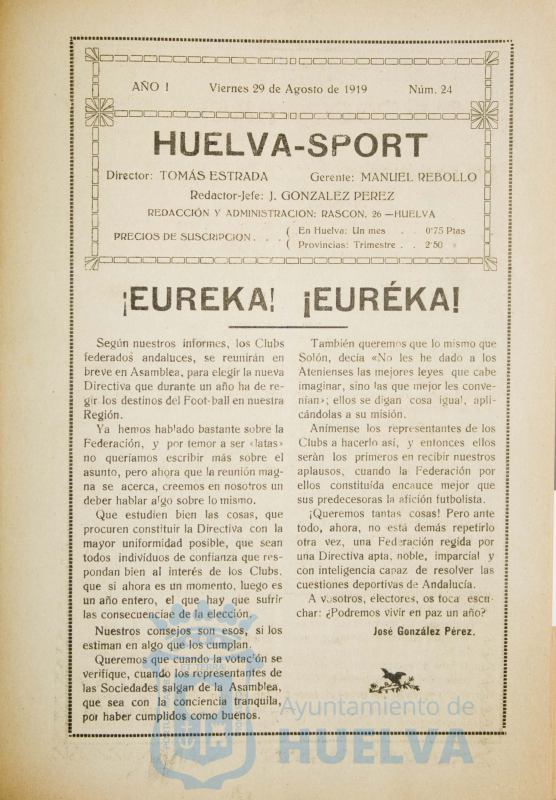 AÑO I Viernes 29 de Agosto de 1919 Núm. 24
HUELVA-SPORT
Director: TOMÁS ESTRADA Gerente: MANUEL REBOLLO
Redactor-Jefe: J. GONZALEZ PEREZ
REDACCIÓN Y ADMINISTRACION: RASCON, 26 —HUELVA
PRECIOS DE SUSCRIPCION. . . ( En Huelva: Un mes . . 0'75 Ptas
( Provincias: Trimestre . . 2'50 »
¡EUREKA! ¡EURÉKA!
Según nuestros informes, los Clubs
federados andaluces, se reunirán en
breve en Asamblea, para elegir la nueva
Directiva que durante un año ha de re-
gir los destinos del Foot-ball en nuestra
Región.
Ya hemos hablado bastante sobre la
Federación, y por temor a ser «latas»
no queríamos escribir más sobre el
asunto, pero ahora que la reunión mag-
na se acerca, creemos en nosotros un
deber hablar algo sobre lo mismo.
Que estudien bien las cosas, que
procuren constituir la Directiva con la
mayor uniformidad posible, que sean
todos indivíduos de confianza que res-
pondan bien al interés de los Clubs,
que si ahora es un momento, luego es
un año entero, el que hay que sufrir
las consecuenciae de la elección.
Nuestros consejos son esos, si los
estiman en algo que los cumplan.
Queremos que cuando la votac'ón se
verifique, cuando los representantes de
las Sociedades salgan de la Asamblea,
que sea con la conciencia tranquila,
por haber cumplidos como buenos.
También queremos que lo mismo que
Solón, decía «No les he dado a los
Atenienses las mejores leyes que cabe
imaginar, sino las que mejor les conve-
nían»; ellos se digan cosa igual, apli-
cándolas a su misión.
Anímense los representantes de los
Clubs a hacerlo así, y entonces ellos
serán los primeros en recibir nuestros
aplausos, cuando la Federación por
ellos constituída encauce mejor que
sus predecesoras la afición futbolista.
¡Queremos tantas cosas! Pero ante
todo, ahora, no está demás repetirlo
otra vez, una Federación regida por
una Directiva apta, noble, imparcial y
con inteligencia capaz de resolver las
cuestiones deportivas de Andalucía.
A vosotros, electores, os toca escu-
char: ¿Podremos vivir en paz un año?
José González Pérez.
Ayuntamiento de
HUELVA